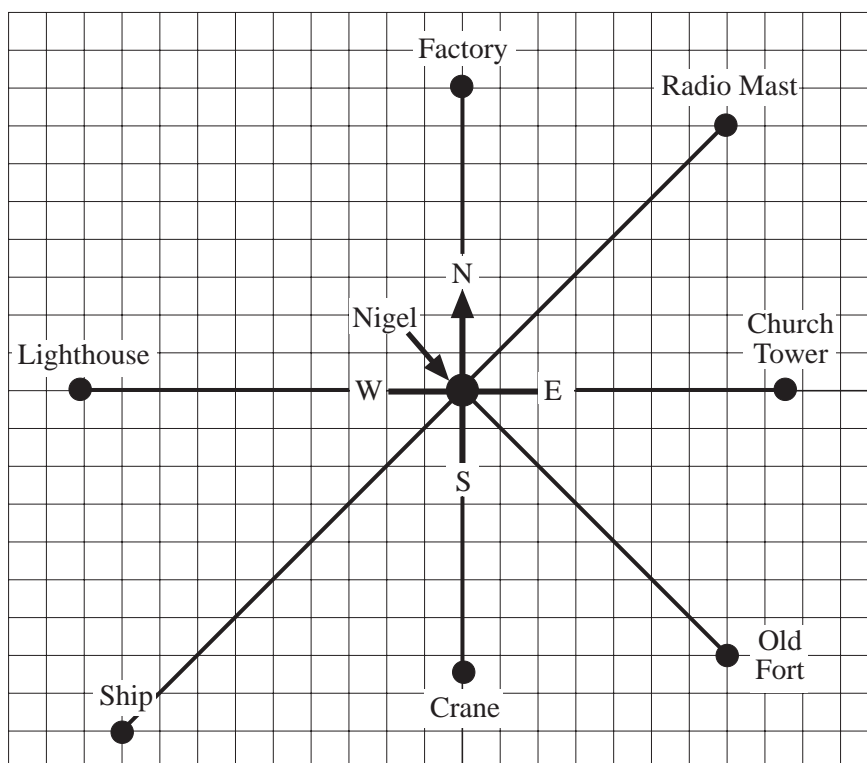 Factory
Radio Mast
N
Nigel
Church
Tower
Lighthouse
W
E
S
Old
Fort
Ship
Crane